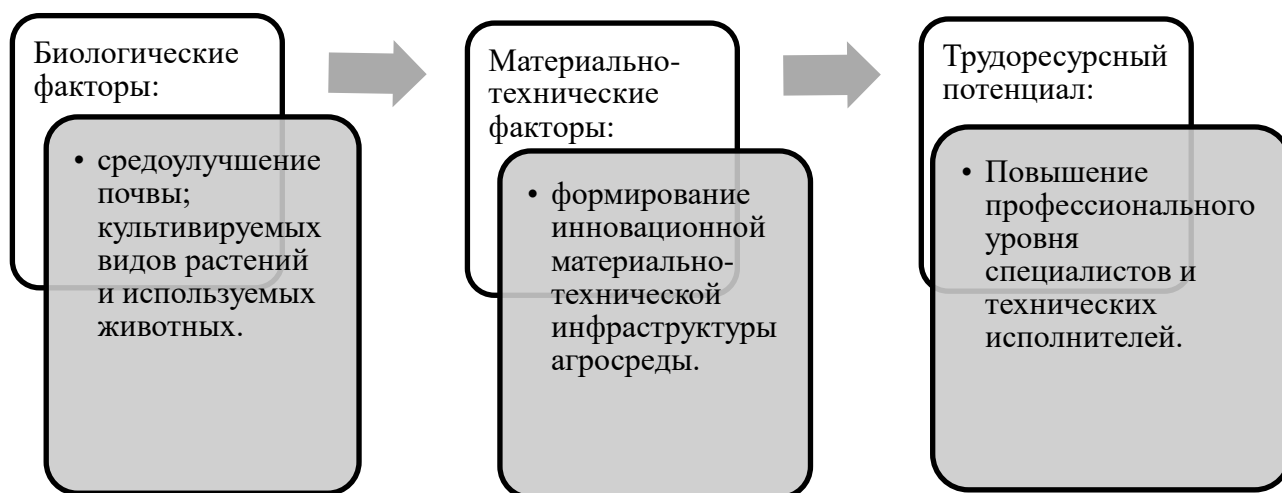 Биологические
факторы:
• средоулучшение
почвы;
культивируемых
видов растений
и используемых
животных.
Материально-
технические
факторы:
• формирование
инновационной
материально-
технической
инфраструктуры
агросреды.
Трудоресурсный
потенциал:
• Повышение
профессионального
уровня
специалистов и
технических
исполнителей.